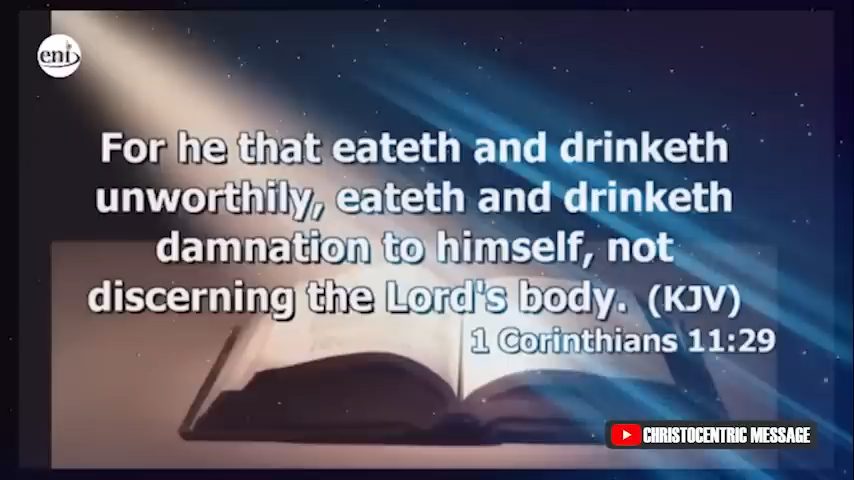 eni
For he that eateth and drinketh
unworthily, eateth and drinketh
damnation to himself, not
discerning the Lord's body. (KJV)
1 Corinthians 11:29
CHRISTOCENTRIC MESSAGE